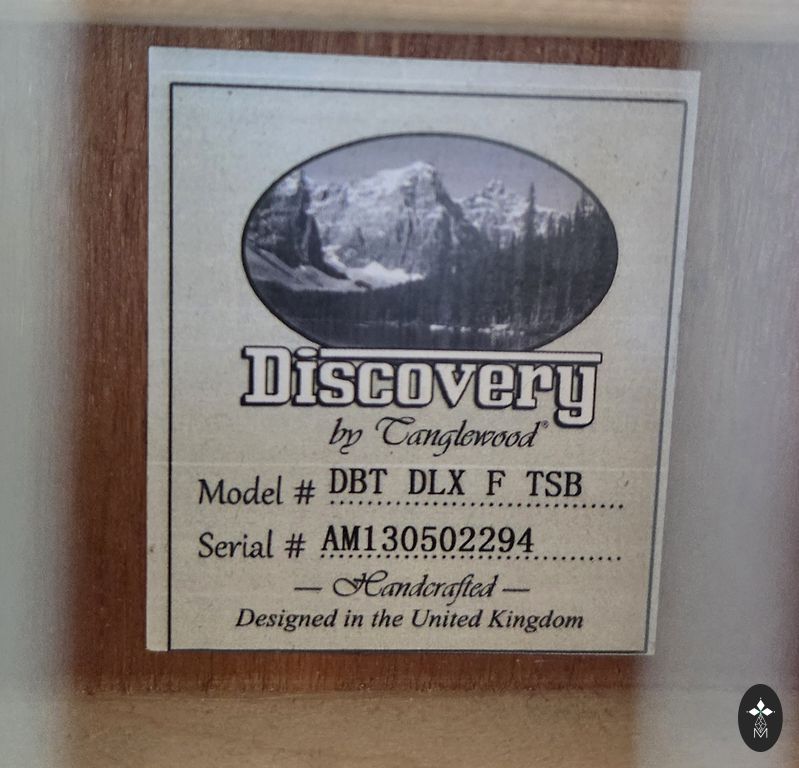 Discovery
by Tanglewood®
Model # DBT DLX F TSB
Serial # AM130502294
— Handcrafted —
Designed in the United Kingdom
M